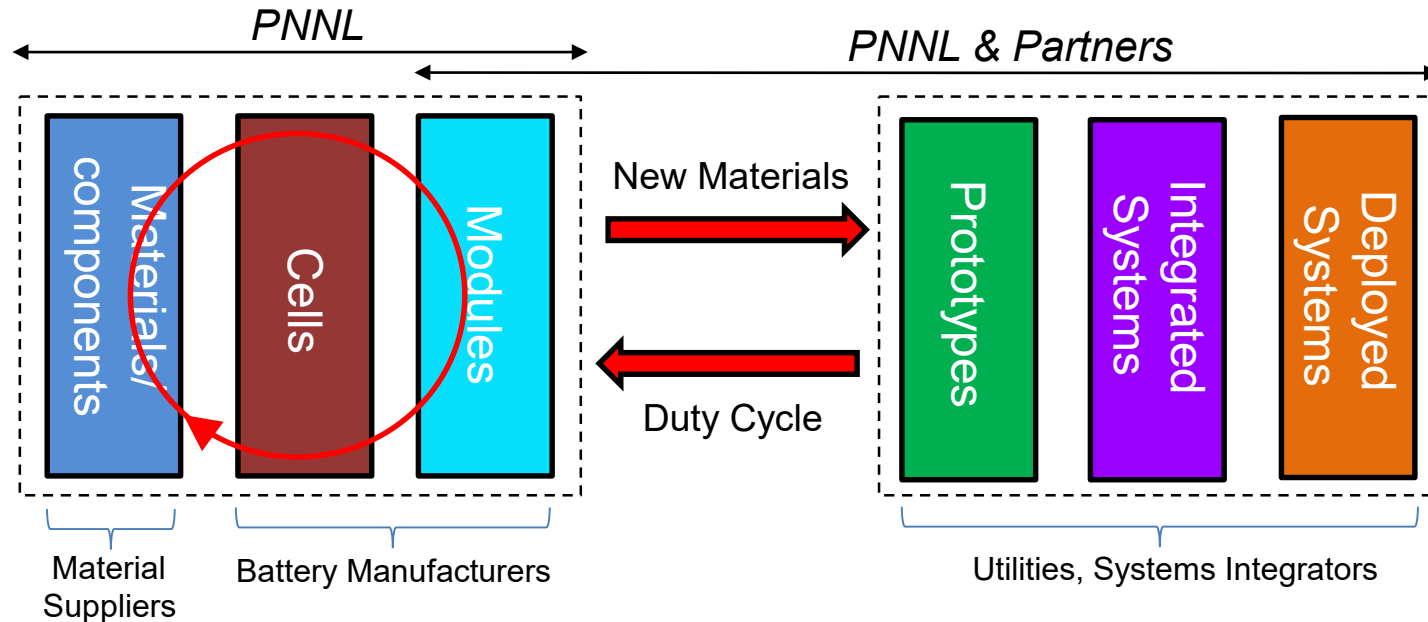 PNNL
PNNL & Partners
Materials/
components
Cells
Modules
New Materials
Duty Cycle
Prototypes
Integrated
Systems
Deployed
Systems
Material
Suppliers
Battery Manufacturers
Utilities, Systems Integrators